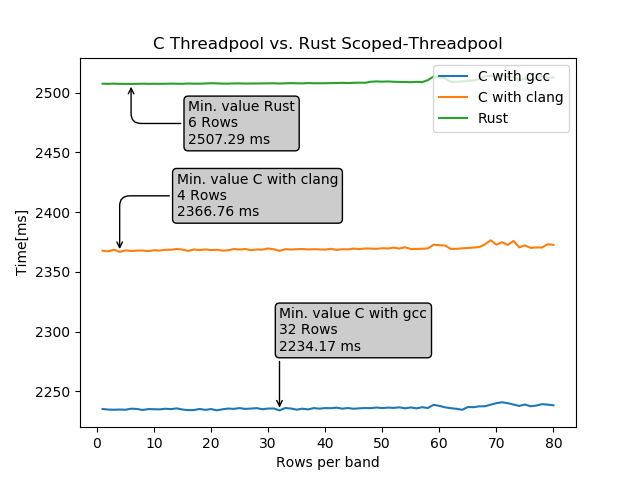 C Threadpool vs. Rust Scoped-Threadpool
C with gcc
C with clang
Rust
Min. value Rust
6 Rows
2507.29 ms
Min. value C with clang
4 Rows
2366.76 ms
Min. value C with gcc
32 Rows
2234.17 ms
Time[ms]
2500
2450
2400
2350
2300
2250
0 10 20 30 40 50 60 70 80
Rows per band